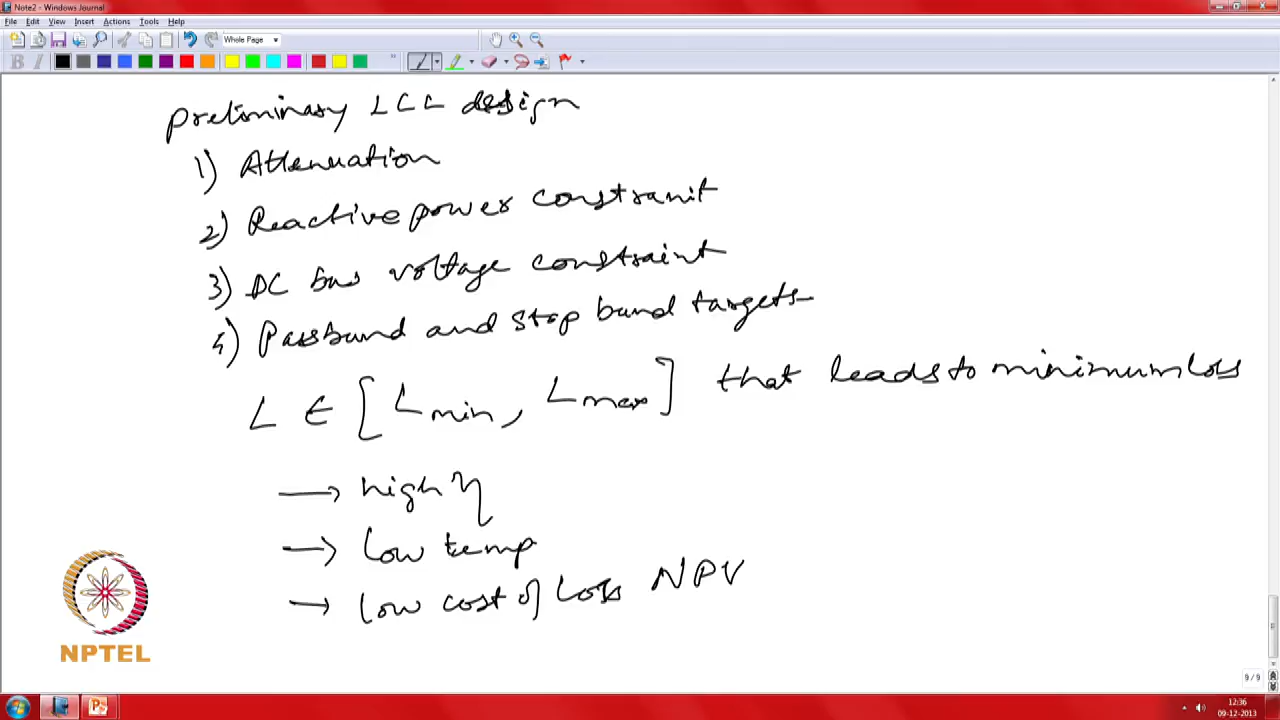 Note2 - Windows Journal
File Edit View Insert Actions Tools Help
Whole Page
B I
preliminary LCL design
1) Attenuation
2) Reactive power constranit
3) DC bus voltage constraint
4) Passband and stop band targets
L ∈ [Lmin, Lmax] that leads to minimum loss
→ high η
→ low temp
→ low cost of loss NPV
NPTEL
9/9
12:36
09-12-2013